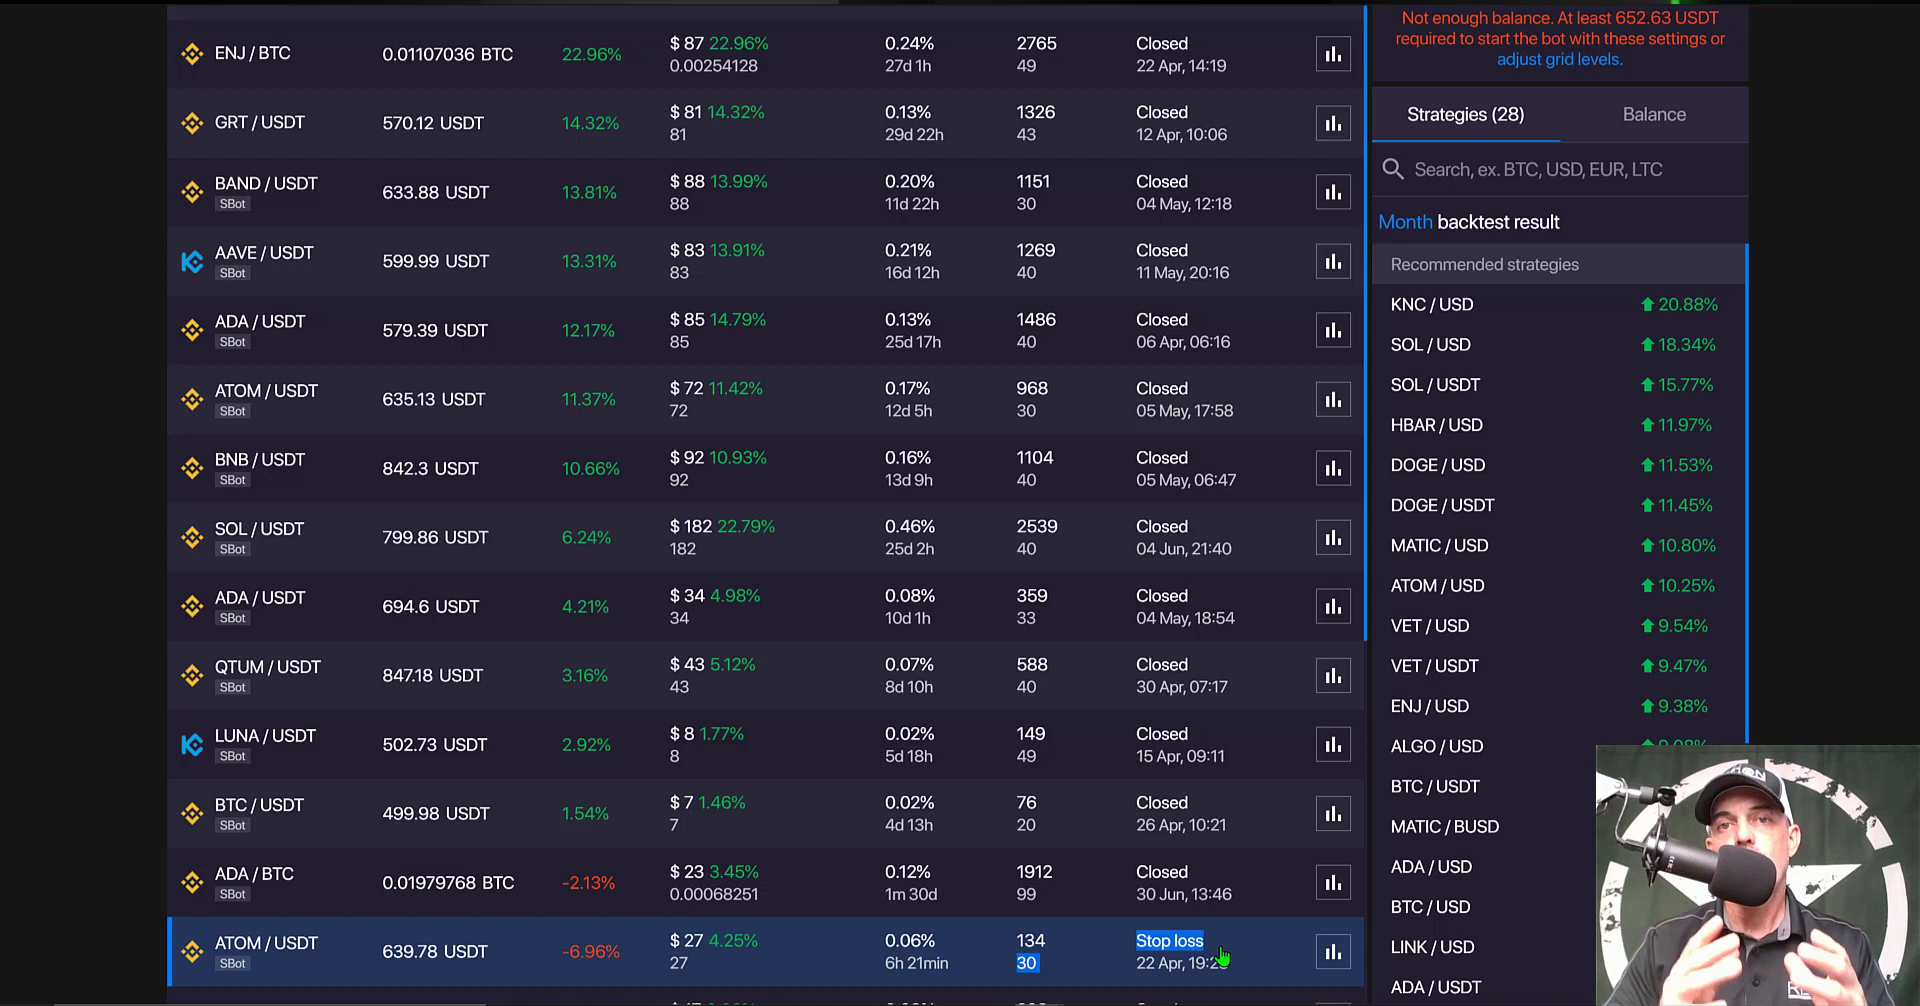 ENJ / BTC 0.01107036 BTC 22.96% $ 87 22.96% 0.24% 2765 Closed
0.00254128 27d 1h 49 22 Apr, 14:19
GRT / USDT 570.12 USDT 14.32% $ 81 14.32% 0.13% 1326 Closed
81 29d 22h 43 12 Apr, 10:06
BAND / USDT 633.88 USDT 13.81% $ 88 13.99% 0.20% 1151 Closed
SBot 88 11d 22h 30 04 May, 12:18
AAVE / USDT 599.99 USDT 13.31% $ 83 13.91% 0.21% 1269 Closed
SBot 83 16d 12h 40 11 May, 20:16
ADA / USDT 579.39 USDT 12.17% $ 85 14.79% 0.13% 1486 Closed
SBot 85 25d 17h 40 06 Apr, 06:16
ATOM / USDT 635.13 USDT 11.37% $ 72 11.42% 0.17% 968 Closed
SBot 72 12d 5h 30 05 May, 17:58
BNB / USDT 842.3 USDT 10.66% $ 92 10.93% 0.16% 1104 Closed
SBot 92 13d 9h 40 05 May, 06:47
SOL / USDT 799.86 USDT 6.24% $ 182 22.79% 0.46% 2539 Closed
SBot 182 25d 2h 40 04 Jun, 21:40
ADA / USDT 694.6 USDT 4.21% $ 34 4.98% 0.08% 359 Closed
SBot 34 10d 1h 33 04 May, 18:54
QTUM / USDT 847.18 USDT 3.16% $ 43 5.12% 0.07% 588 Closed
SBot 43 8d 10h 40 30 Apr, 07:17
LUNA / USDT 502.73 USDT 2.92% $ 8 1.77% 0.02% 149 Closed
SBot 8 5d 18h 49 15 Apr, 09:11
BTC / USDT 499.98 USDT 1.54% $ 7 1.46% 0.02% 76 Closed
SBot 7 4d 13h 20 26 Apr, 10:21
ADA / BTC 0.01979768 BTC -2.13% $ 23 3.45% 0.12% 1912 Closed
SBot 0.00068251 1m 30d 99 30 Jun, 13:46
ATOM / USDT 639.78 USDT -6.96% $ 27 4.25% 0.06% 134 Stop loss
SBot 27 6h 21min 30 22 Apr,
Not enough balance. At least 652.63 USDT
required to start the bot with these settings or
adjust grid levels.
Strategies (28) Balance
Search, ex. BTC, USD, EUR, LTC
Month backtest result
Recommended strategies
KNC / USD 20.88%
SOL / USD 18.34%
SOL / USDT 15.77%
HBAR / USD 11.97%
DOGE / USD 11.53%
DOGE / USDT 11.45%
MATIC / USD 10.80%
ATOM / USD 10.25%
VET / USD 9.54%
VET / USDT 9.47%
ENJ / USD 9.38%
ALGO / USD
BTC / USDT
MATIC / BUSD
ADA / USD
BTC / USD
LINK / USD
ADA / USDT